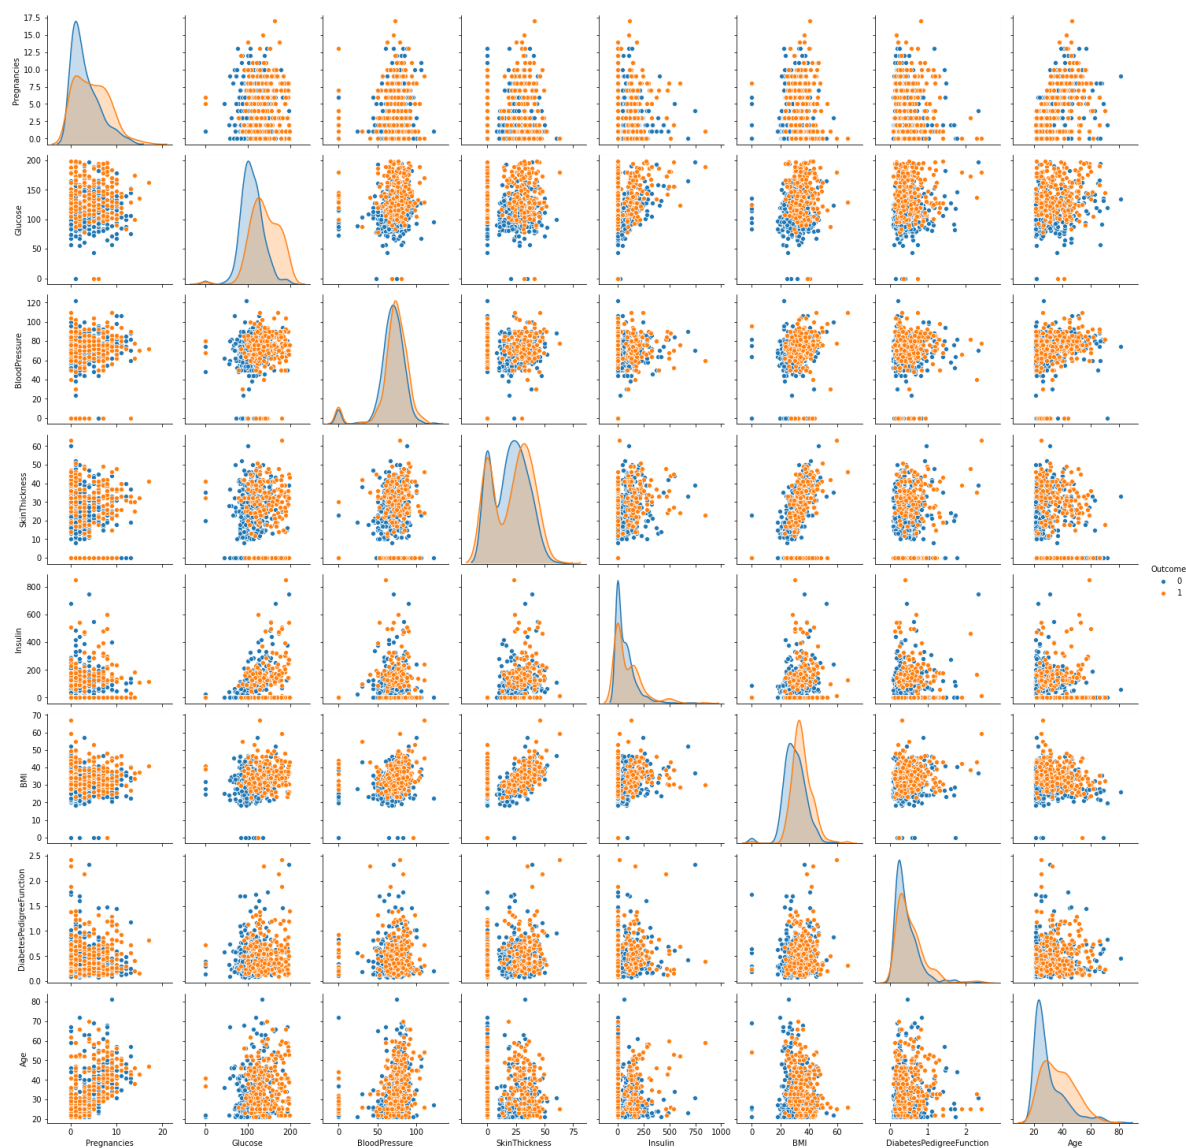 17.5
15.0
12.5
10.0
7.5
5.0
2.5
0.0
Pregnancies
200
150
100
50
0
Glucose
120
100
80
60
40
20
0
BloodPressure
60
50
40
30
20
10
0
SkinThickness
800
600
400
200
0
Insulin
Outcome
0
1
70
60
50
40
30
20
10
0
BMI
2.5
2.0
1.5
1.0
0.5
0.0
DiabetesPedigreeFunction
80
70
60
50
40
30
20
Age
0 10 20
Pregnancies
0 100 200
Glucose
0 50 100
BloodPressure
0 25 50 75
SkinThickness
0 250 500 750 1000
Insulin
0 20 40 60
BMI
0 1 2
DiabetesPedigreeFunction
20 40 60 80
Age